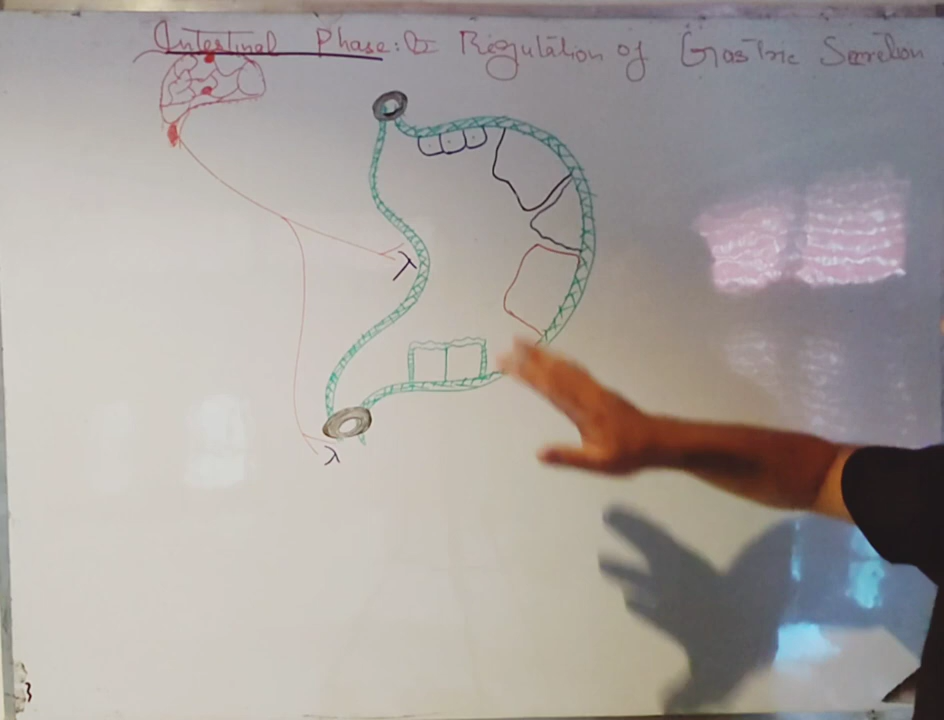 Intestinal Phase:- Regulation of Gastric Secretion
λ
λ